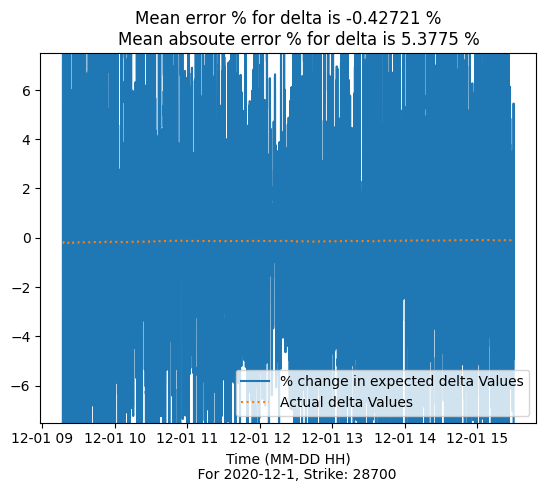 Mean error % for delta is -0.42721 %
Mean absoute error % for delta is 5.3775 %
6
4
2
0
−2
−4
−6
% change in expected delta Values
Actual delta Values
12-01 09 12-01 10 12-01 11 12-01 12 12-01 13 12-01 14 12-01 15
Time (MM-DD HH)
For 2020-12-1, Strike: 28700